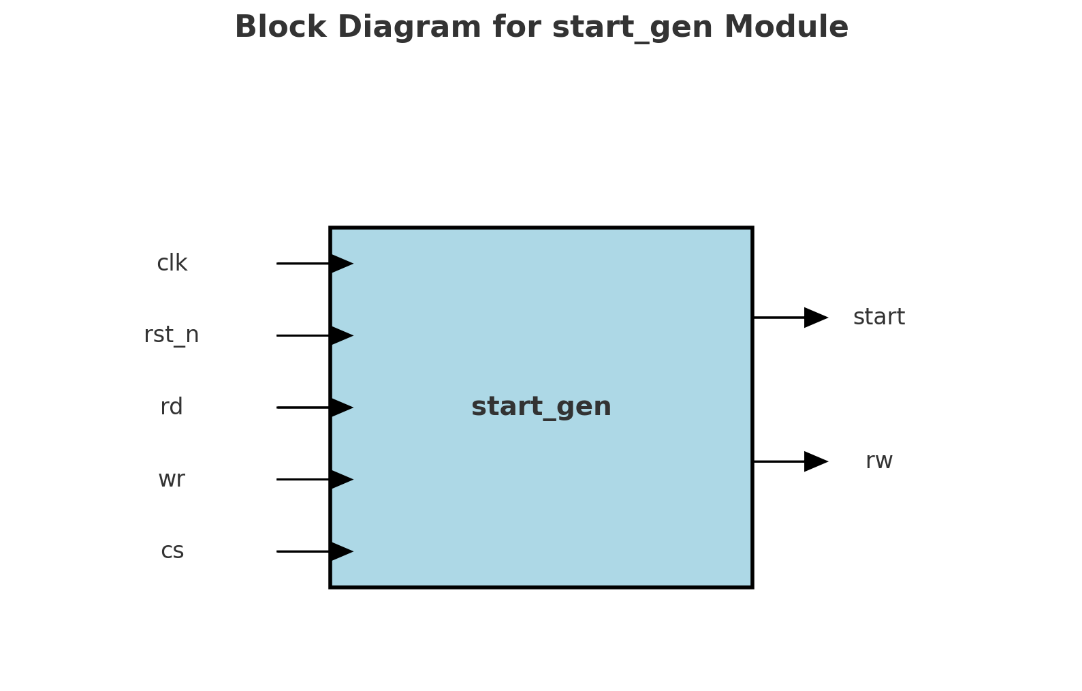 Block Diagram for start_gen Module
clk
rst_n
rd
wr
cs
start_gen
start
rw